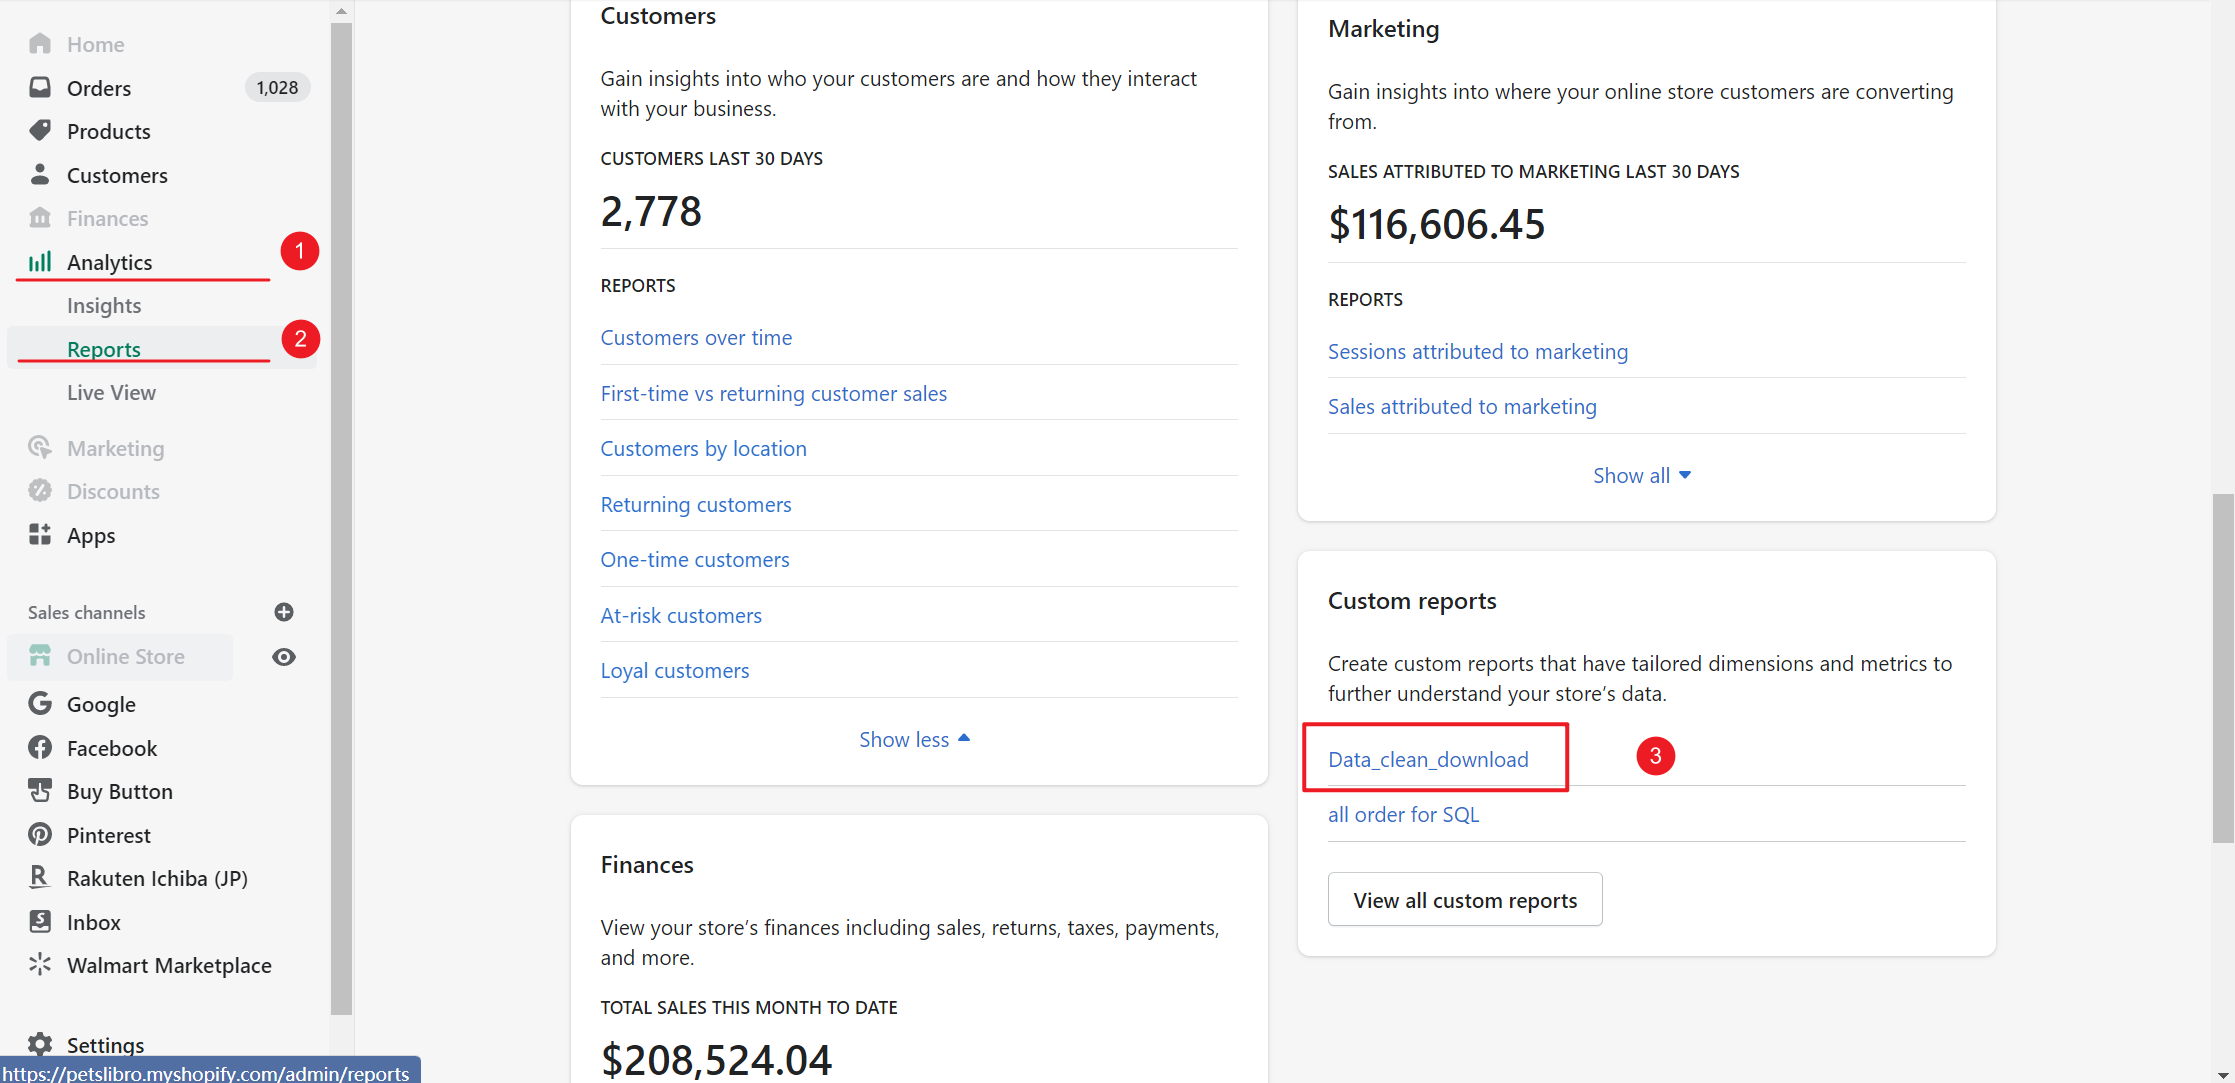 Home
Orders 1,028
Products
Customers
Finances
Analytics 1
Insights
Reports 2
Live View
Marketing
Discounts
Apps
Sales channels
Online Store
Google
Facebook
Buy Button
Pinterest
Rakuten Ichiba (JP)
Inbox
Walmart Marketplace
Settings
https://petslibro.myshopify.com/admin/reports
Customers
Gain insights into who your customers are and how they interact
with your business.
CUSTOMERS LAST 30 DAYS
2,778
REPORTS
Customers over time
First-time vs returning customer sales
Customers by location
Returning customers
One-time customers
At-risk customers
Loyal customers
Show less
Finances
View your store’s finances including sales, returns, taxes, payments,
and more.
TOTAL SALES THIS MONTH TO DATE
$208,524.04
Marketing
Gain insights into where your online store customers are converting
from.
SALES ATTRIBUTED TO MARKETING LAST 30 DAYS
$116,606.45
REPORTS
Sessions attributed to marketing
Sales attributed to marketing
Show all
Custom reports
Create custom reports that have tailored dimensions and metrics to
further understand your store’s data.
Data_clean_download 3
all order for SQL
View all custom reports